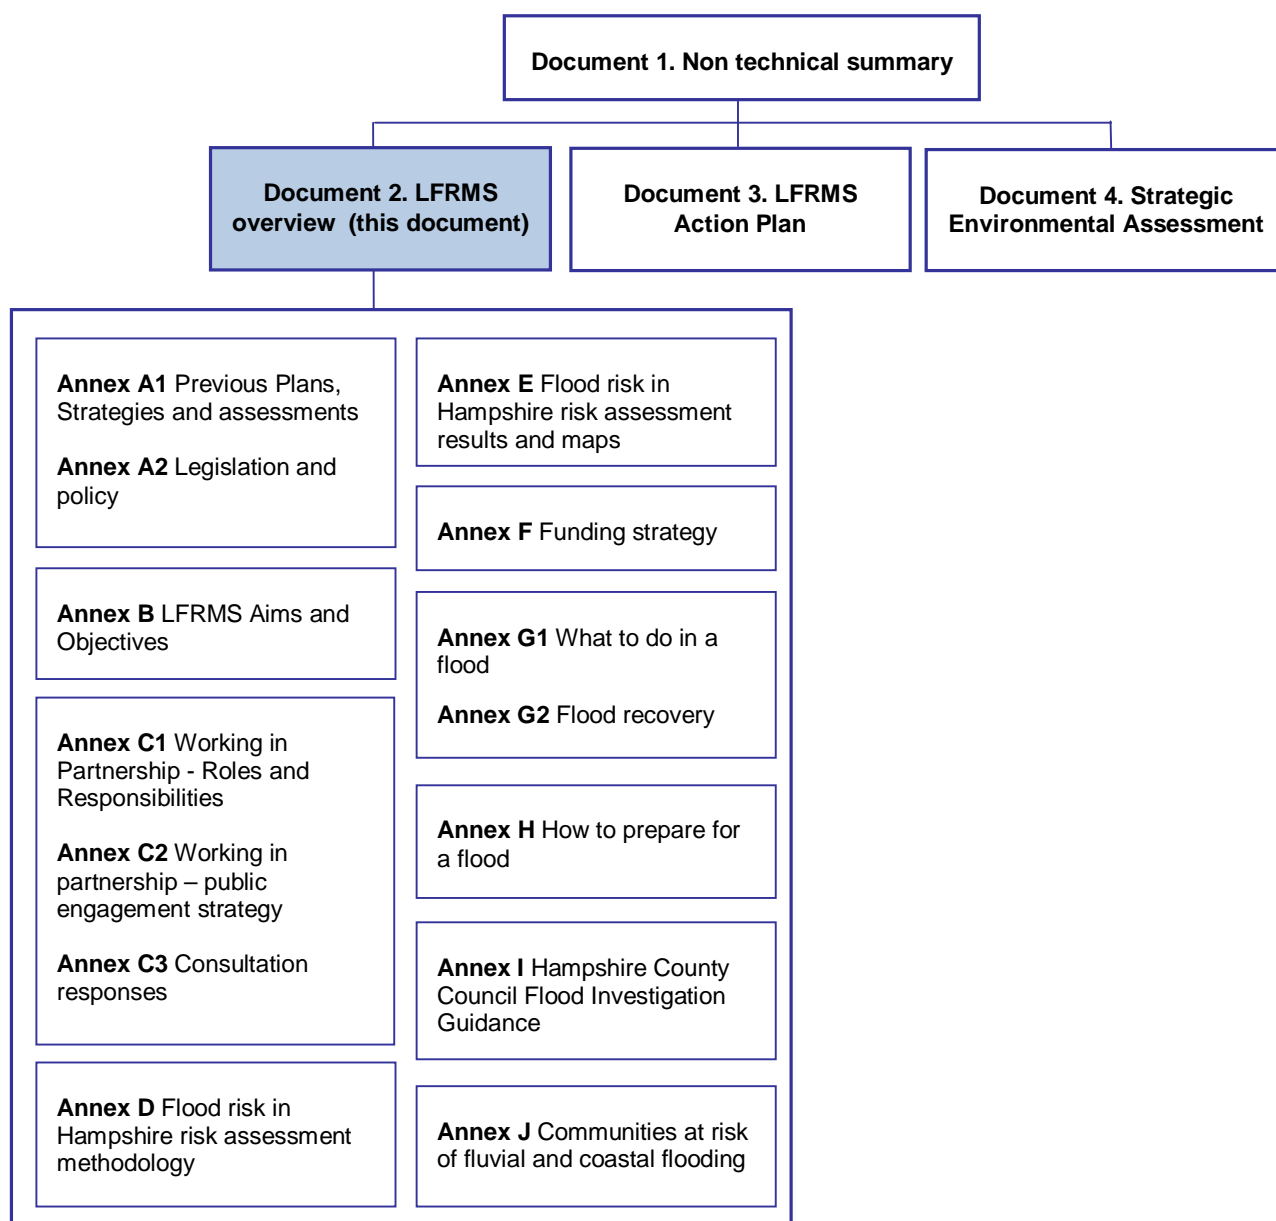 Document 1. Non technical summary
Document 2. LFRMS
overview (this document)
Document 3. LFRMS
Action Plan
Document 4. Strategic
Environmental Assessment
Annex A1 Previous Plans,
Strategies and assessments
Annex A2 Legislation and
policy
Annex B LFRMS Aims and
Objectives
Annex C1 Working in
Partnership - Roles and
Responsibilities
Annex C2 Working in
partnership – public
engagement strategy
Annex C3 Consultation
responses
Annex D Flood risk in
Hampshire risk assessment
methodology
Annex E Flood risk in
Hampshire risk assessment
results and maps
Annex F Funding strategy
Annex G1 What to do in a
flood
Annex G2 Flood recovery
Annex H How to prepare for
a flood
Annex I Hampshire County
Council Flood Investigation
Guidance
Annex J Communities at risk
of fluvial and coastal flooding